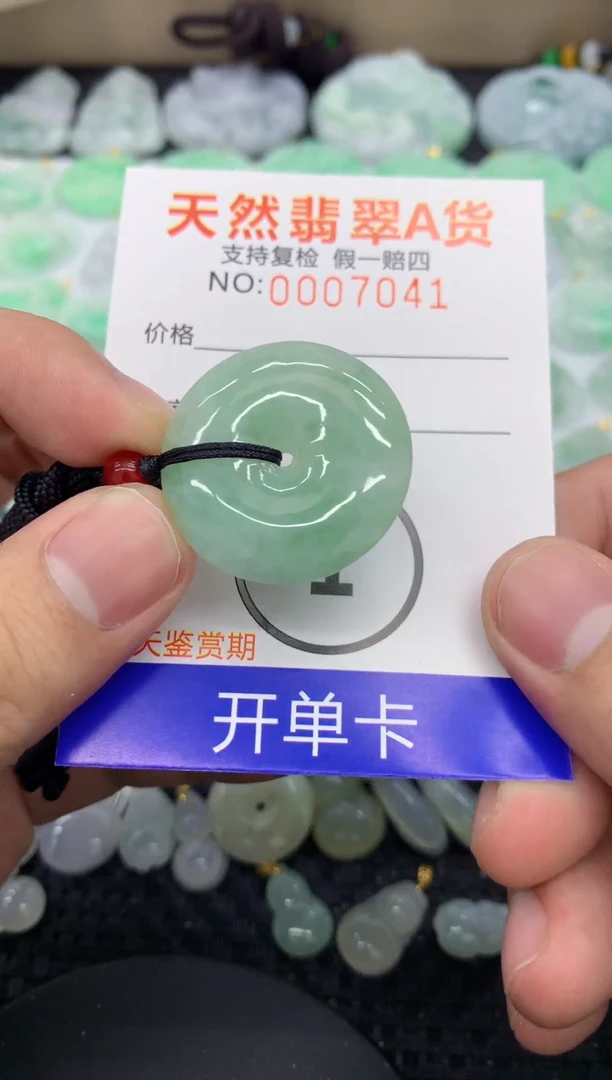 天然翡翠A货
支持复检 假一赔四
NO:0007041
价格
天鉴赏期
开单卡